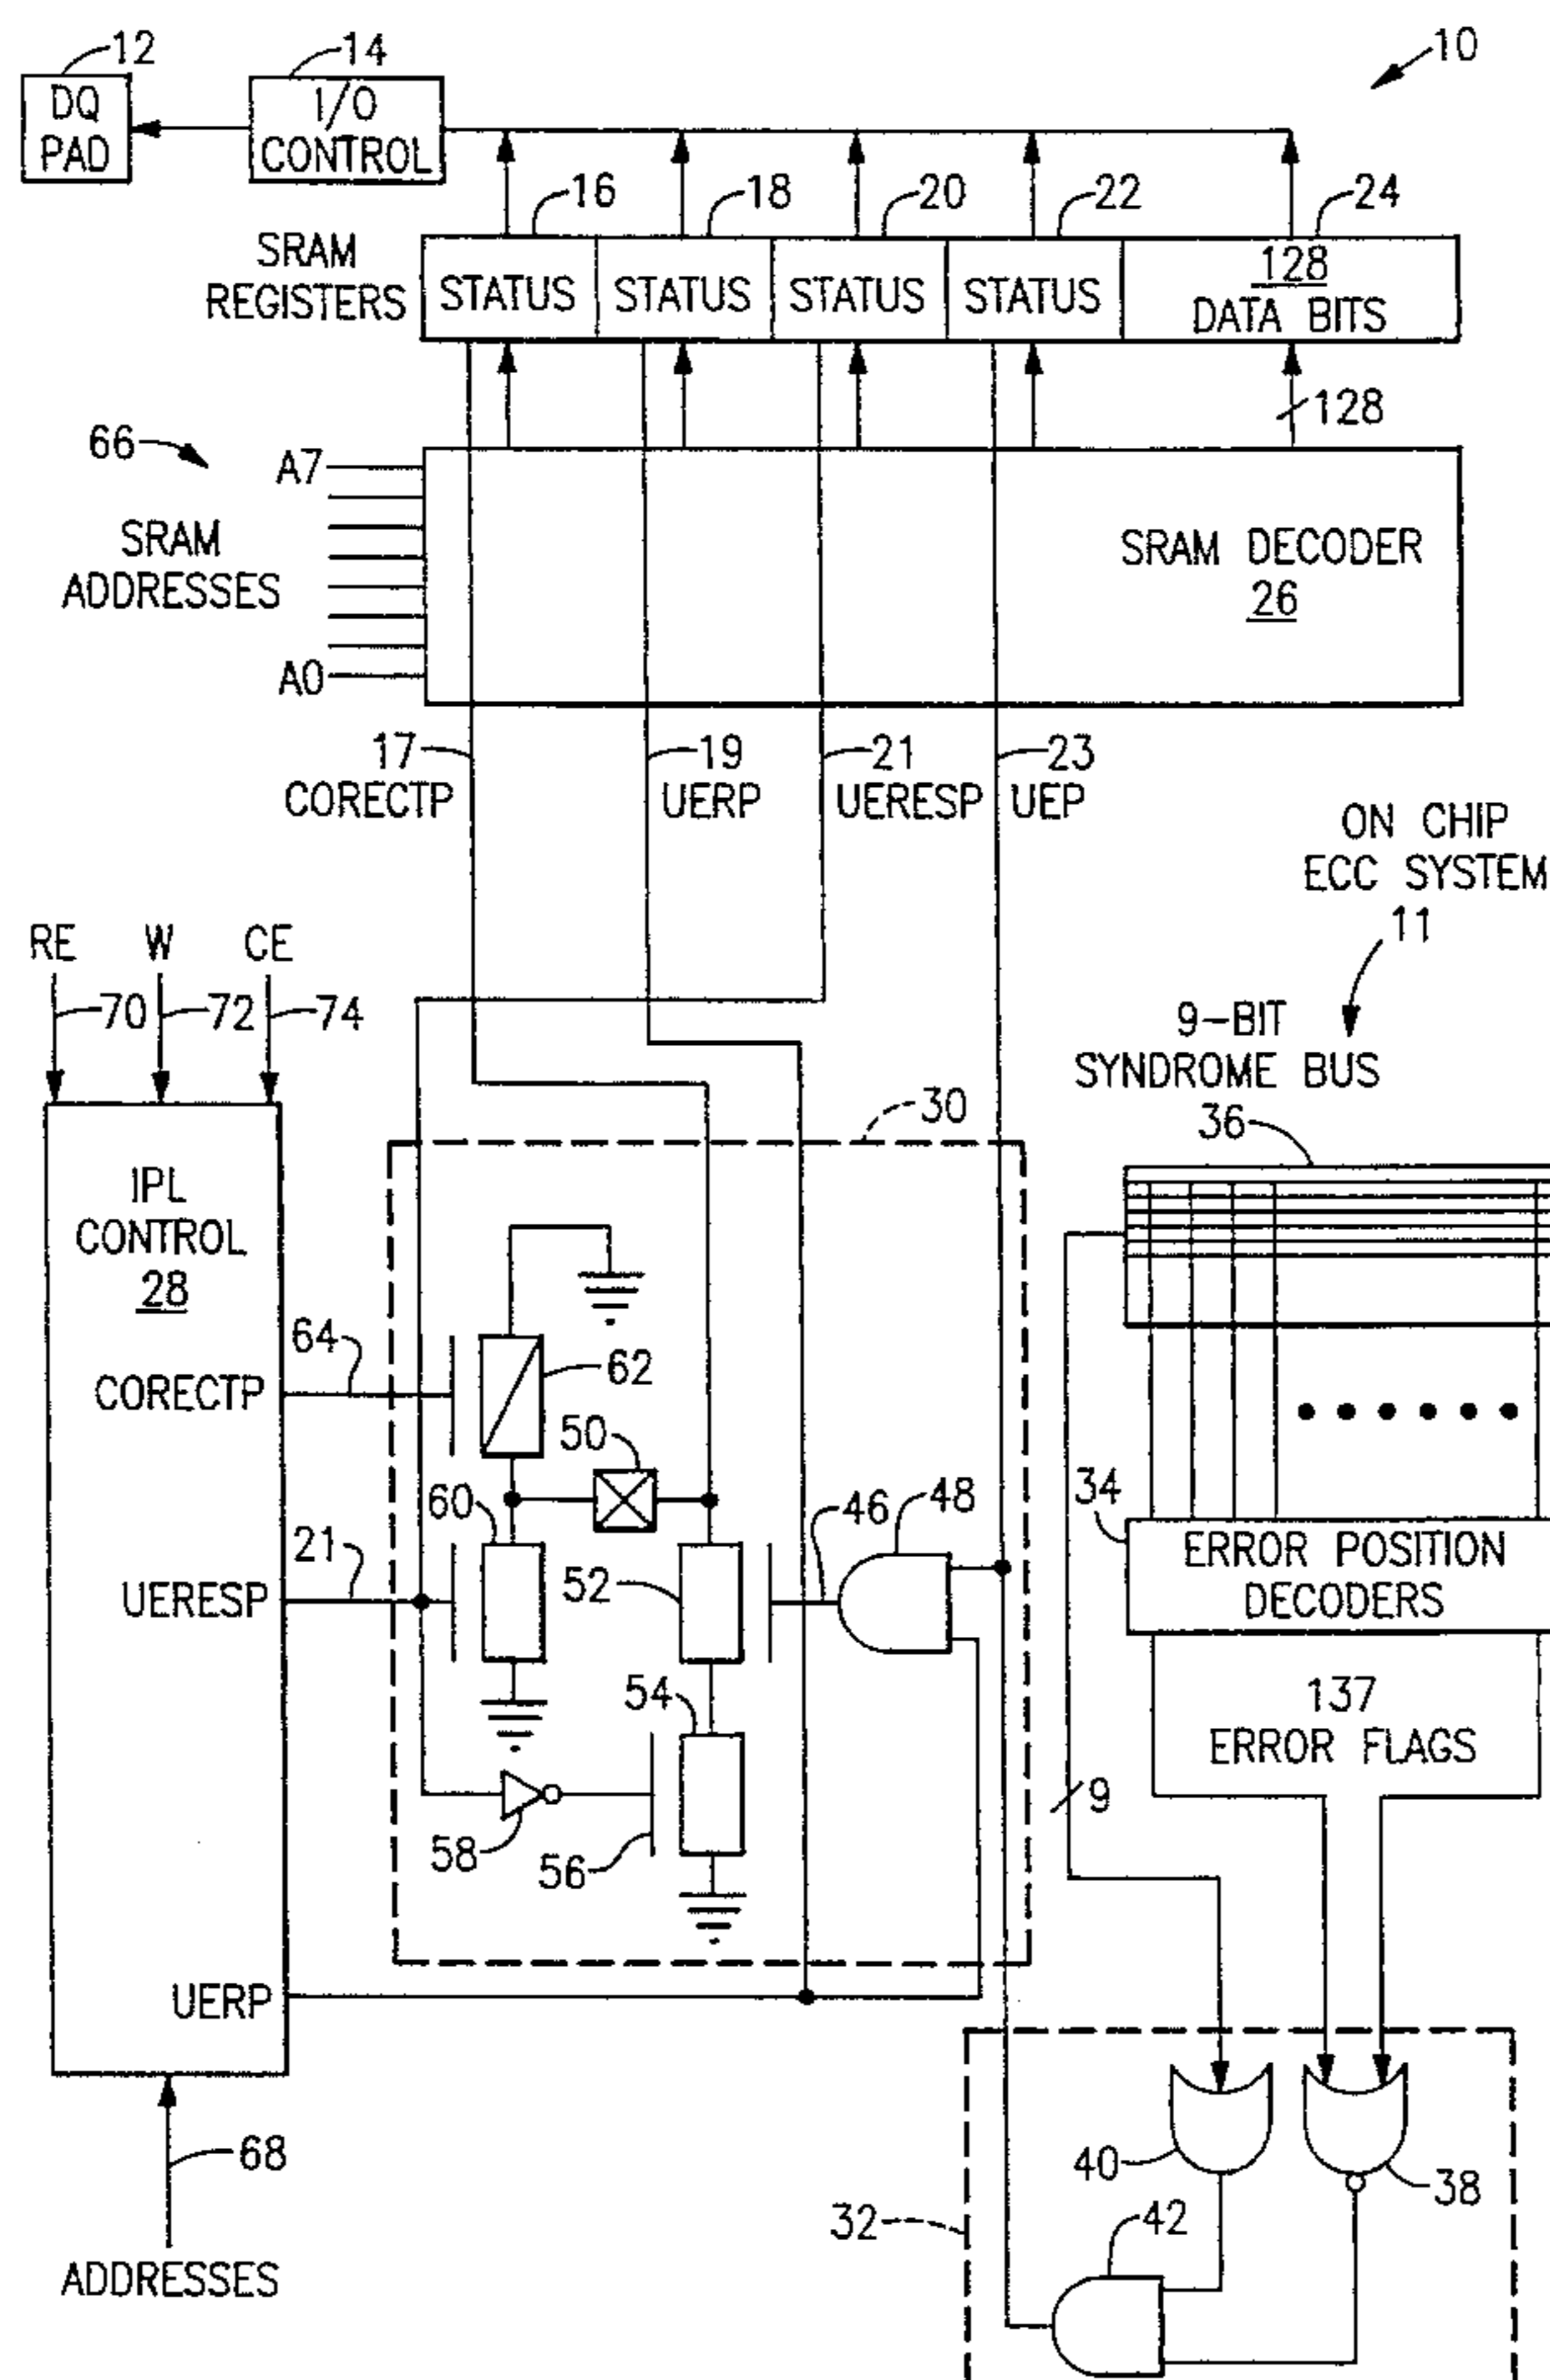 10
12
14
DQ
PAD
I/O
CONTROL
16
18
20
22
24
SRAM
REGISTERS
STATUS
STATUS
STATUS
STATUS
128
DATA BITS
128
66
A7
SRAM
ADDRESSES
A0
SRAM DECODER
26
17
CORECTP
19
UERP
21
UERESP
23
UEP
ON CHIP
ECC SYSTEM
11
RE
W
CE
70
72
74
9-BIT
SYNDROME BUS
36
30
IPL
CONTROL
28
64
CORECTP
62
50
60
21
UERESP
52
46
48
34
ERROR POSITION
DECODERS
54
137
ERROR FLAGS
58
56
9
UERP
68
ADDRESSES
40
38
32
42